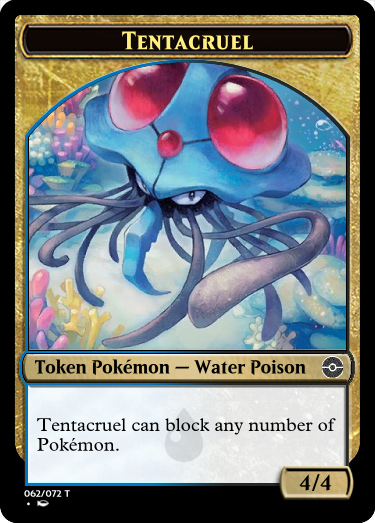 Tentacruel
Token Pokémon — Water Poison
Tentacruel can block any number of
Pokémon.
4/4
062/072 T